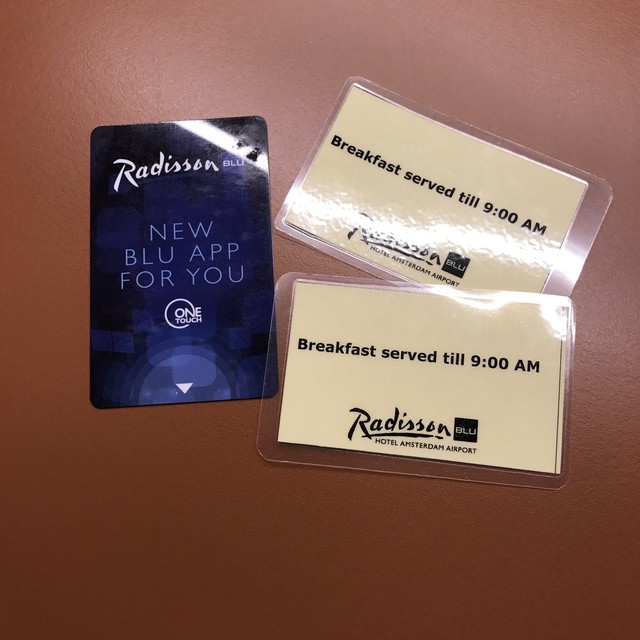 Radisson BLU
NEW
BLU APP
FOR YOU
ONE
TOUCH
Breakfast served till 9:00 AM
Radisson BLU
HOTEL AMSTERDAM AIRPORT
Breakfast served till 9:00 AM
Radisson BLU
HOTEL AMSTERDAM AIRPORT